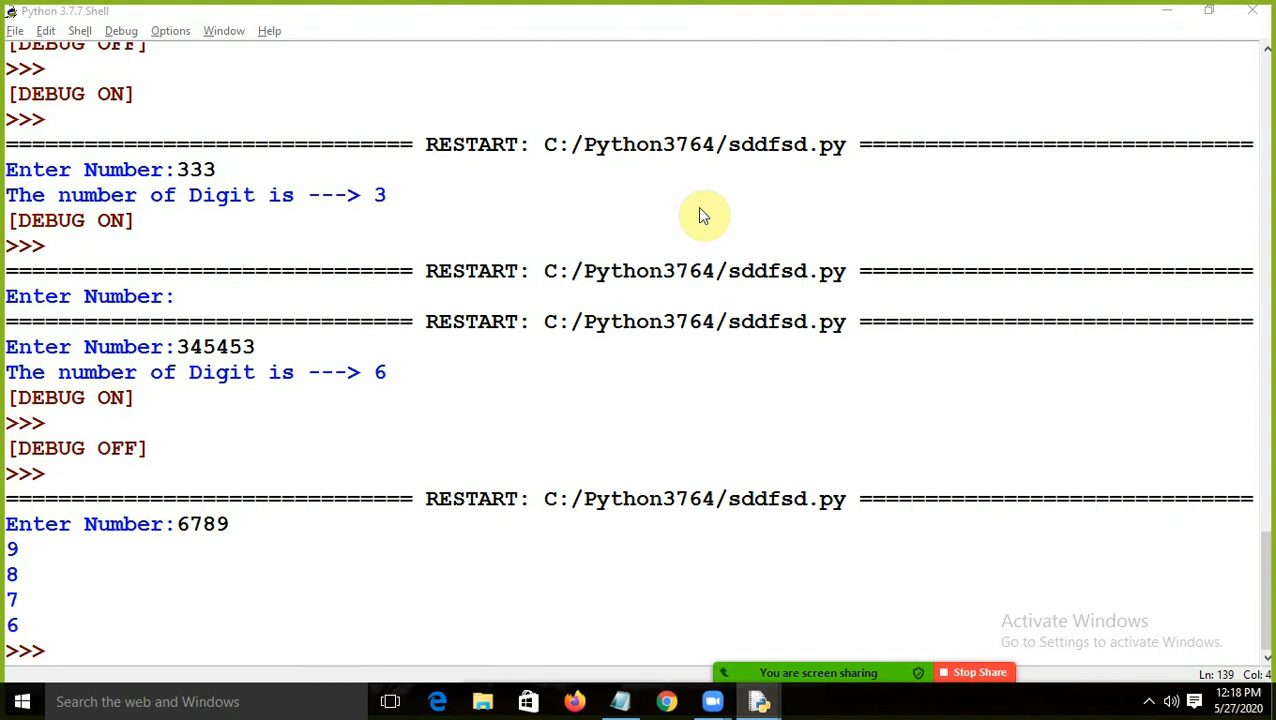 Python 3.7.7 Shell
File Edit Shell Debug Options Window Help
[DEBUG OFF]
>>>
[DEBUG ON]
>>>
=============================== RESTART: C:/Python3764/sddfsd.py ==============================
Enter Number:333
The number of Digit is ---> 3
[DEBUG ON]
>>>
=============================== RESTART: C:/Python3764/sddfsd.py ==============================
Enter Number:
=============================== RESTART: C:/Python3764/sddfsd.py ==============================
Enter Number:345453
The number of Digit is ---> 6
[DEBUG ON]
>>>
[DEBUG OFF]
>>>
=============================== RESTART: C:/Python3764/sddfsd.py ==============================
Enter Number:6789
9
8
7
6
>>>
Activate Windows
Go to Settings to activate Windows.
You are screen sharing Stop Share
Ln: 139 Col: 4
Search the web and Windows
12:18 PM
5/27/2020